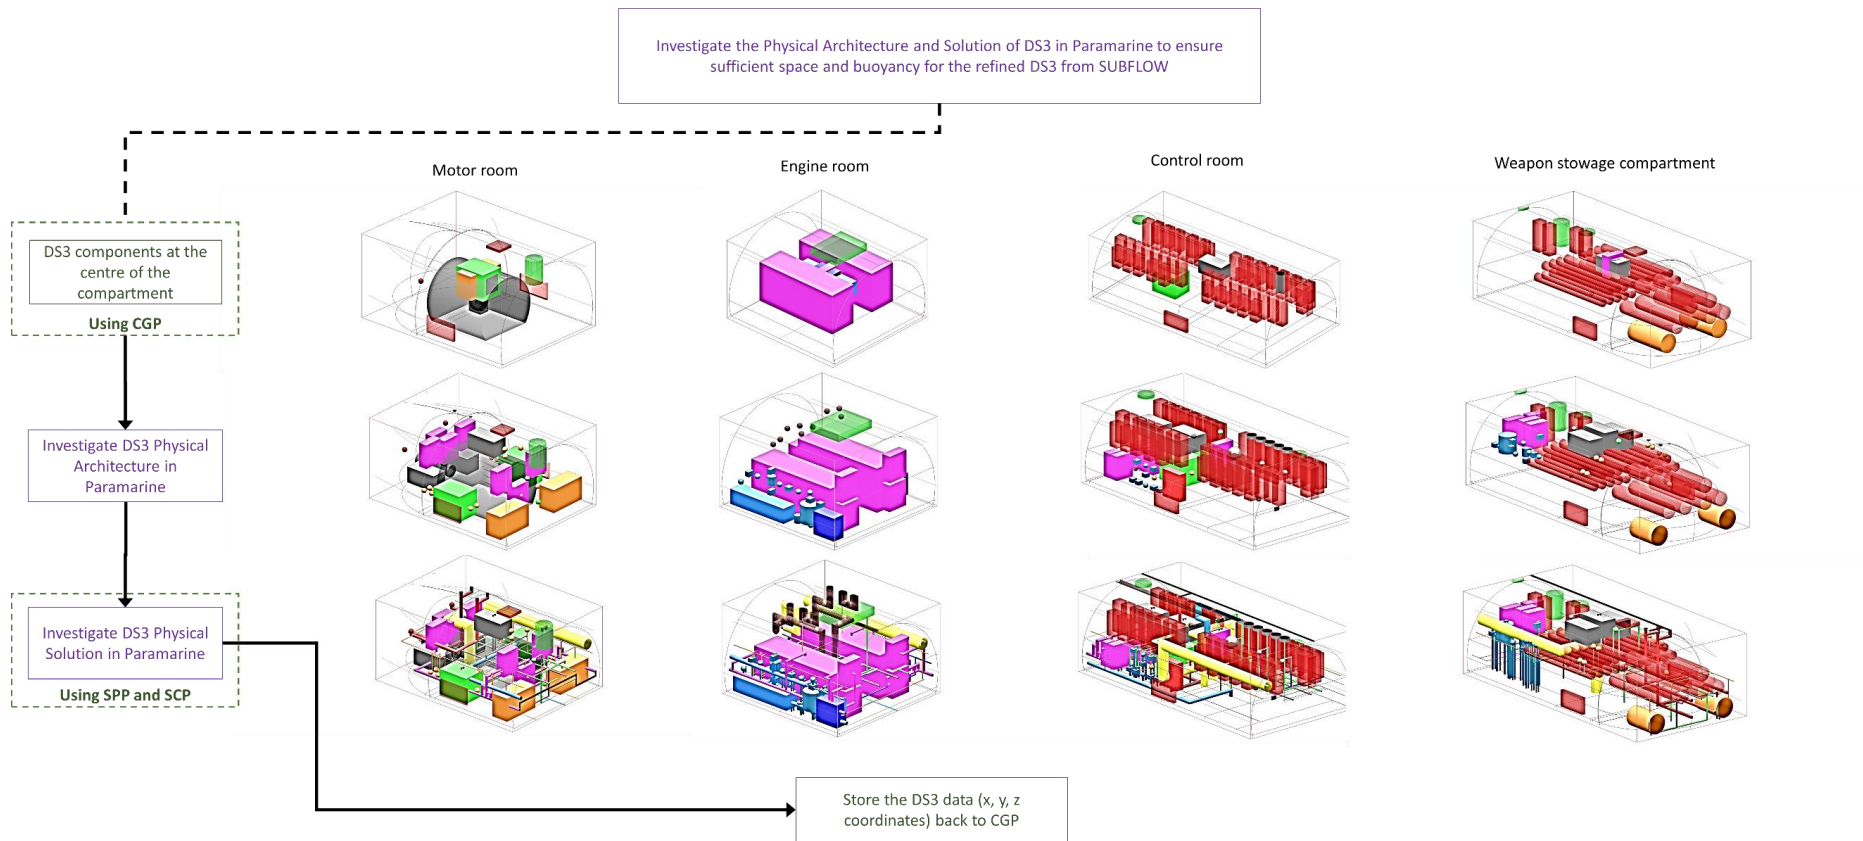 Investigate the Physical Architecture and Solution of DS3 in Paramarine to ensure
sufficient space and buoyancy for the refined DS3 from SUBFLOW
Motor room
Engine room
Control room
Weapon stowage compartment
DS3 components at the
centre of the
compartment
Using CGP
Investigate DS3 Physical
Architecture in
Paramarine
Investigate DS3 Physical
Solution in Paramarine
Using SPP and SCP
Store the DS3 data (x, y, z
coordinates) back to CGP